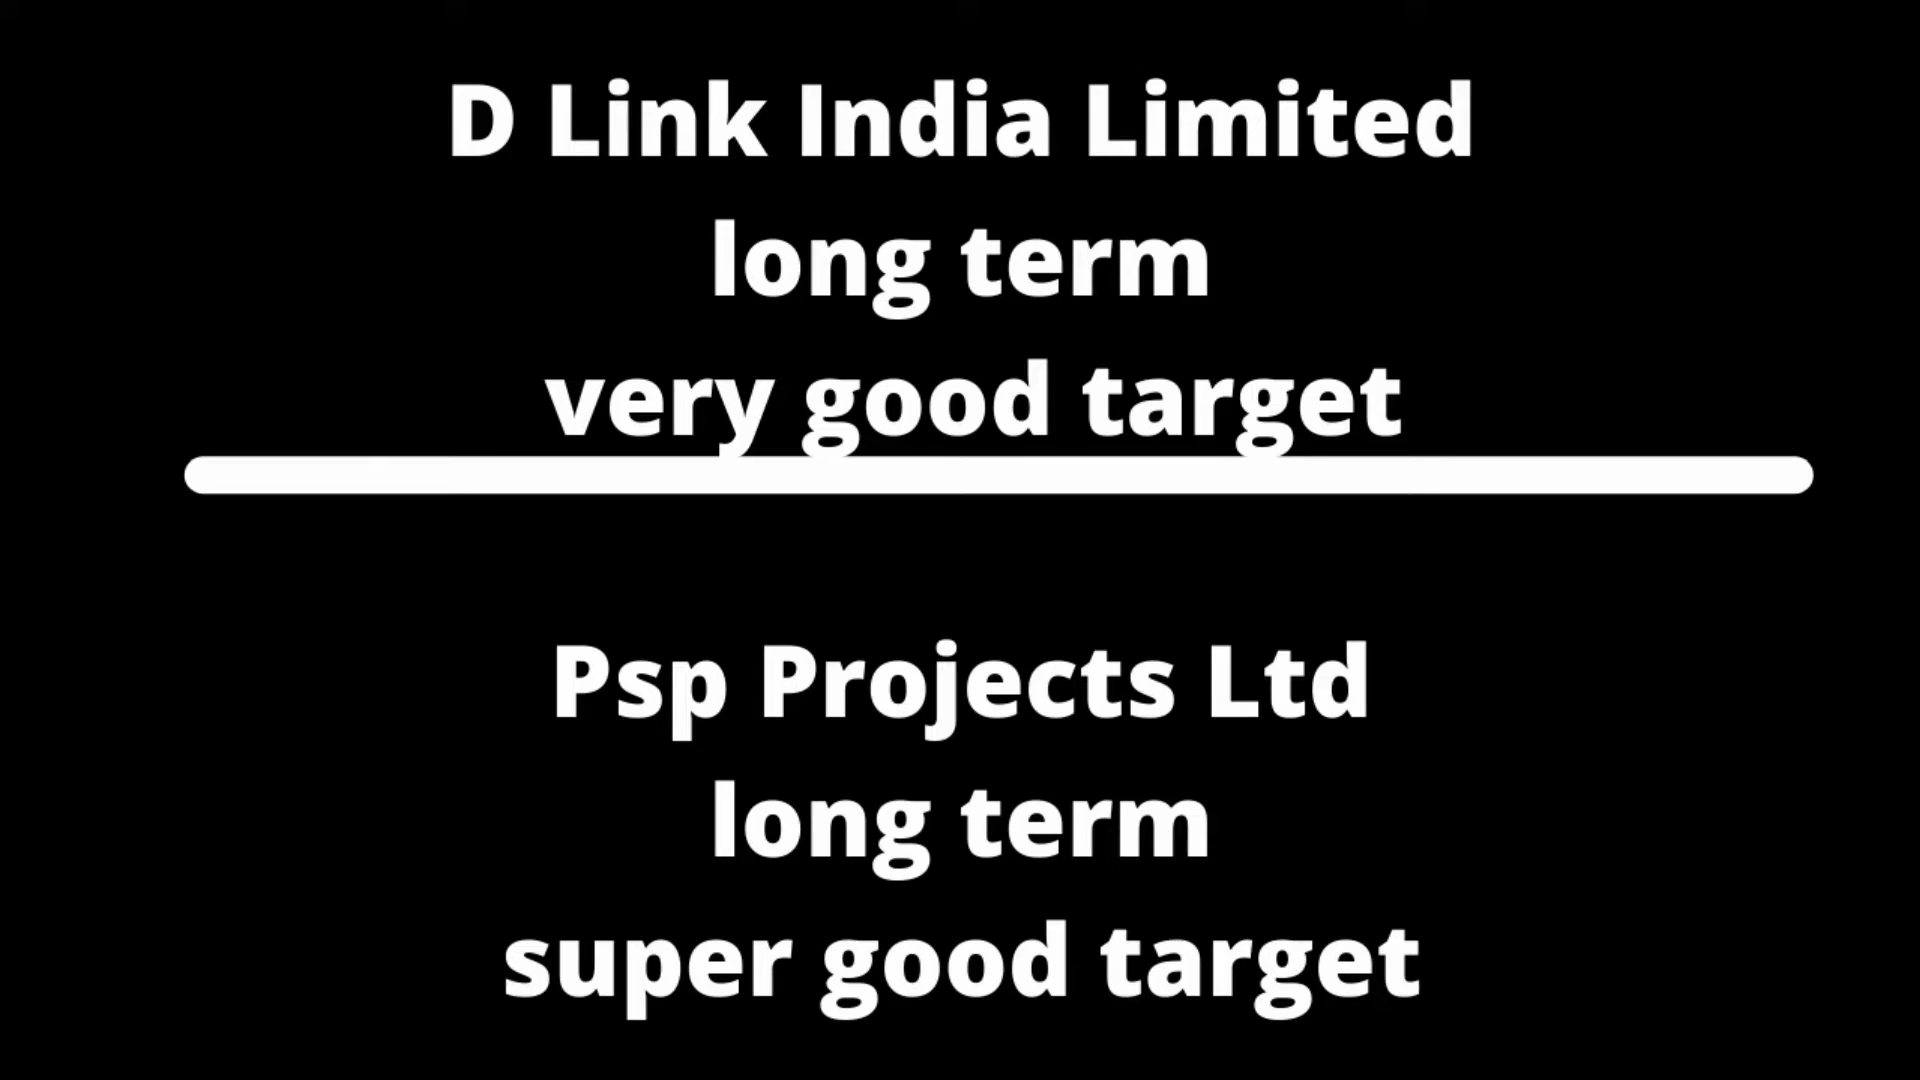 D Link India Limited
long term
very good target
Psp Projects Ltd
long term
super good target